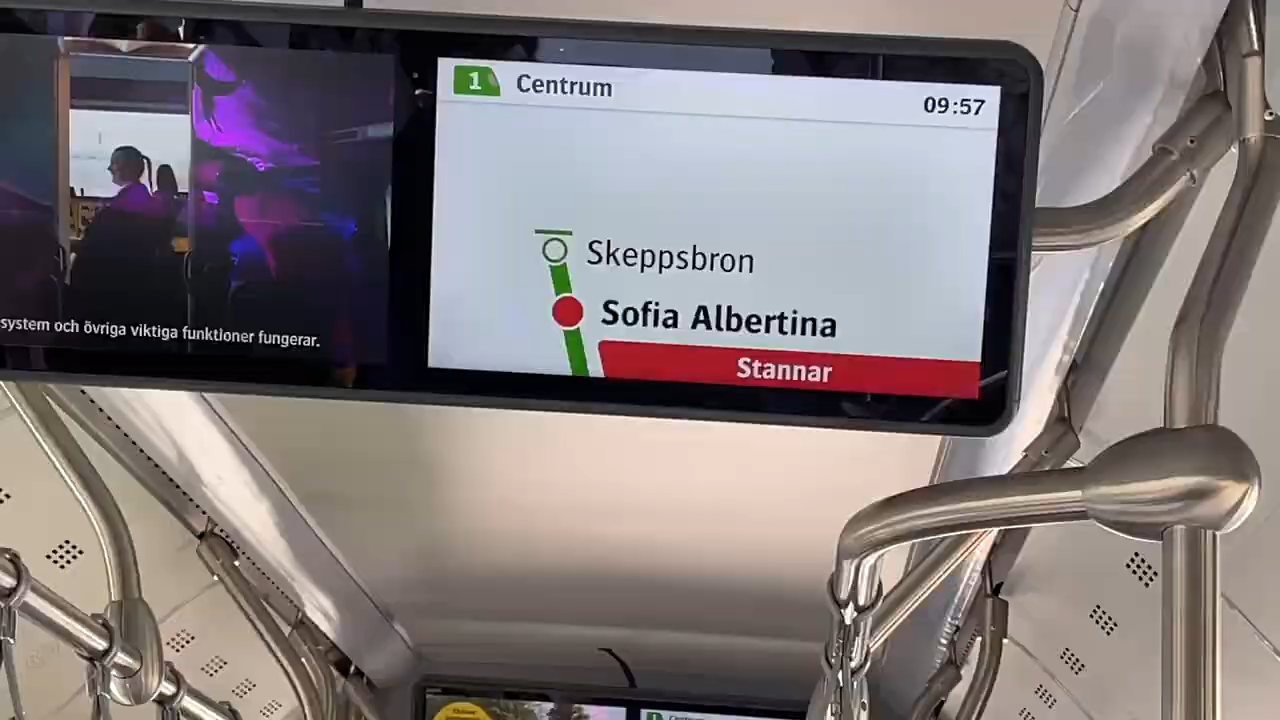 system och övriga viktiga funktioner fungerar.
1 Centrum
09:57
Skeppsbron
Sofia Albertina
Stannar